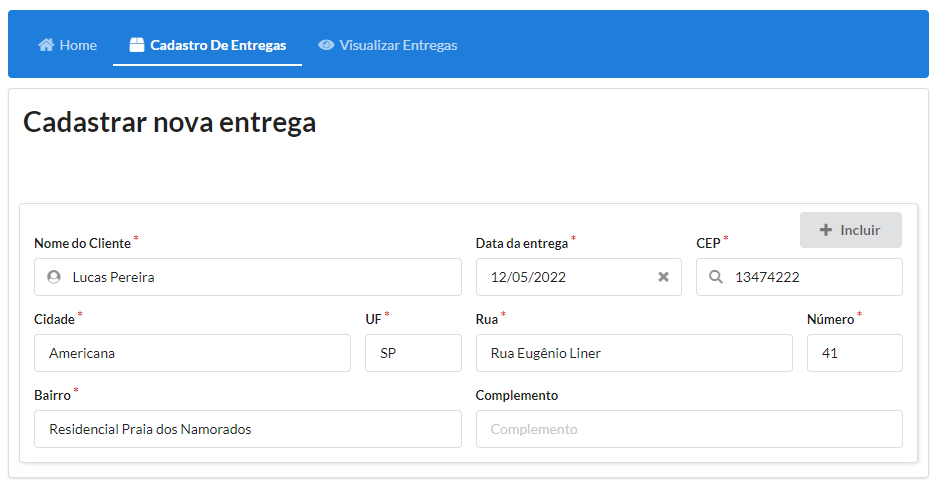 Home Cadastro De Entregas Visualizar Entregas
Cadastrar nova entrega
Incluir
Nome do Cliente * Data da entrega * CEP *
Lucas Pereira 12/05/2022 13474222
Cidade * UF * Rua * Número *
Americana SP Rua Eugênio Liner 41
Bairro * Complemento
Residencial Praia dos Namorados Complemento